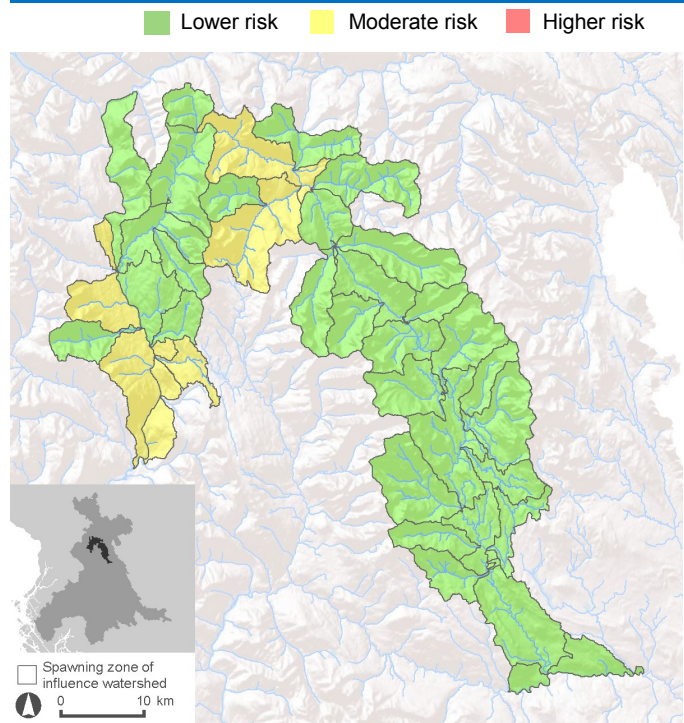 Lower risk Moderate risk Higher risk
Spawning zone of
influence watershed
0 10 km